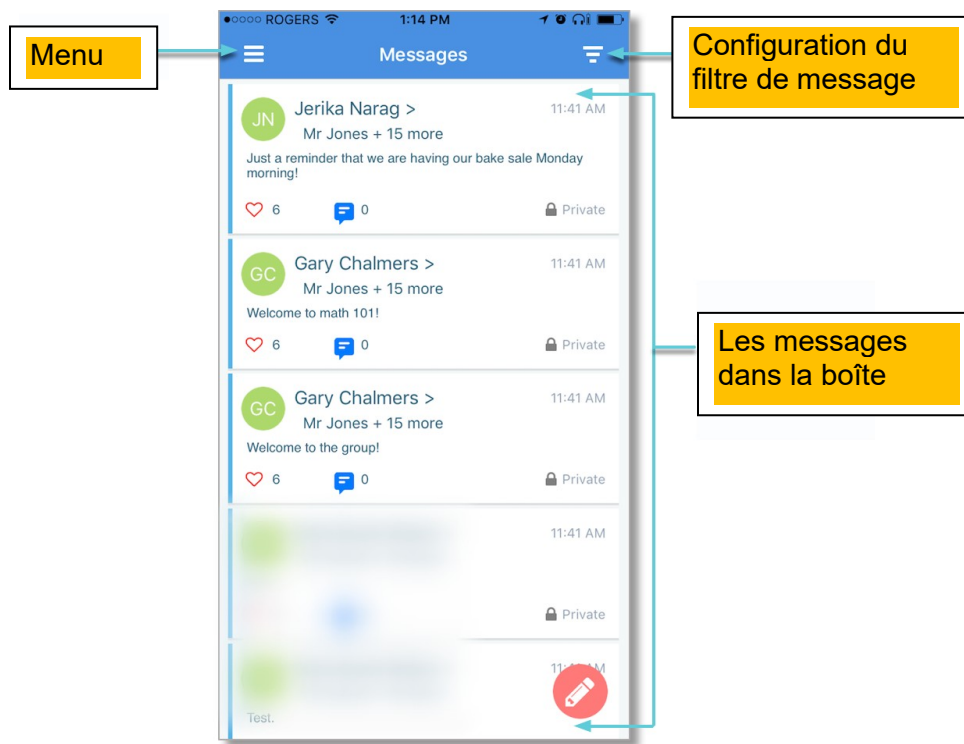 ROGERS 1:14 PM
Menu
Messages
Configuration du
filtre de message
JN
Jerika Narag >
11:41 AM
Mr Jones + 15 more
Just a reminder that we are having our bake sale Monday
morning!
6 0 Private
GC
Gary Chalmers >
11:41 AM
Mr Jones + 15 more
Welcome to math 101!
6 0 Private
Les messages
dans la boîte
GC
Gary Chalmers >
11:41 AM
Mr Jones + 15 more
Welcome to the group!
6 0 Private
11:41 AM
Private
Test.